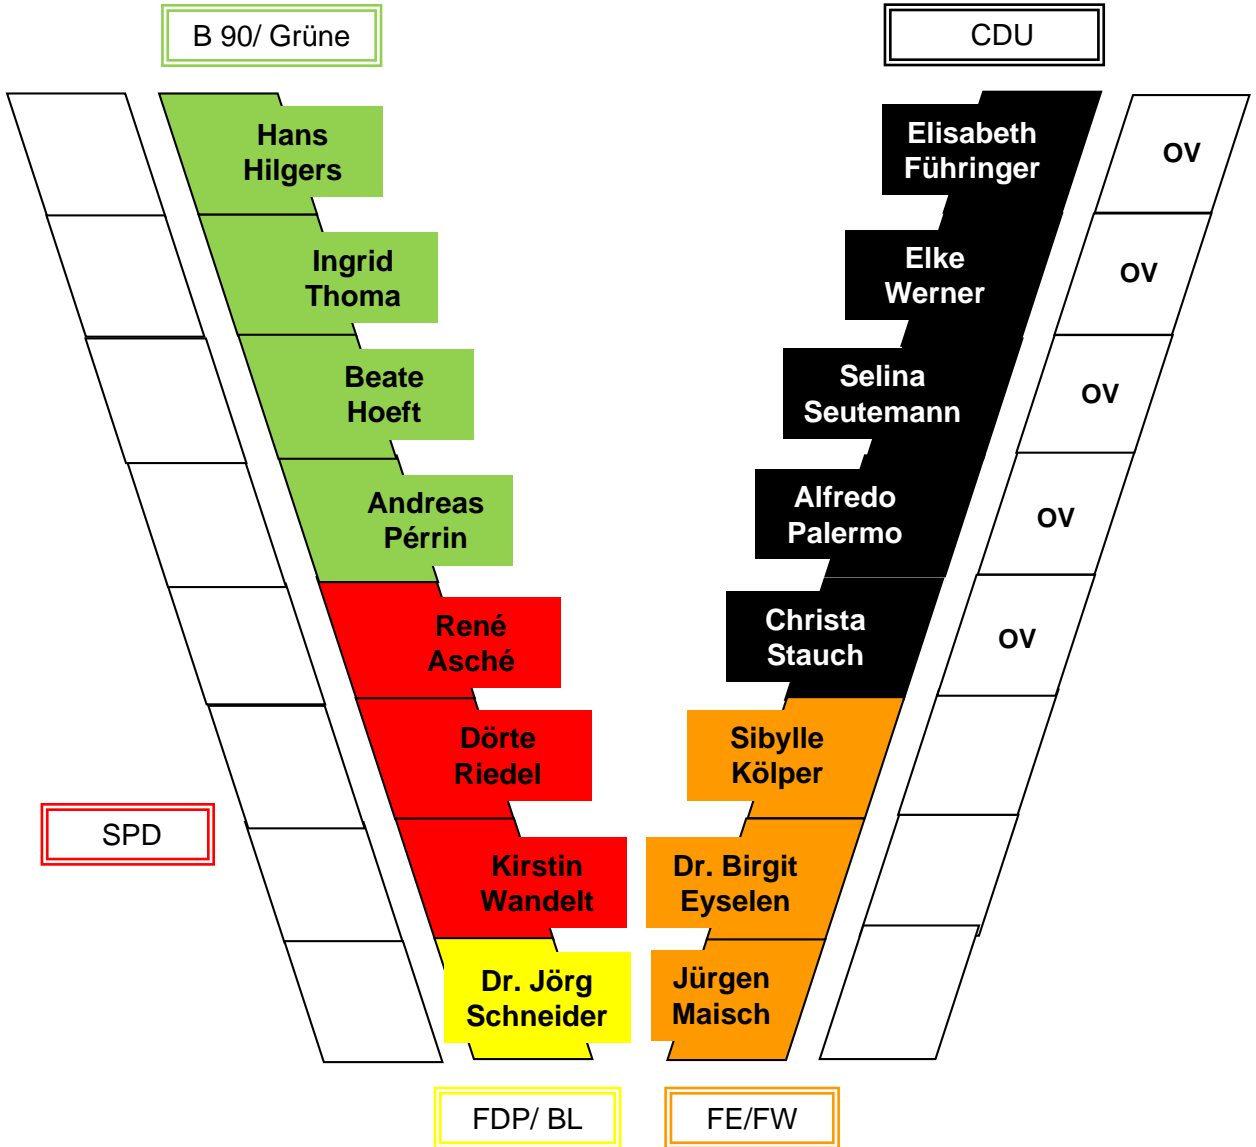 B 90/ Grüne
CDU
Hans
Hilgers
Elisabeth
Führinger
OV
Ingrid
Thoma
Elke
Werner
OV
Beate
Hoeft
Selina
Seutemann
OV
Andreas
Pérrin
Alfredo
Palermo
OV
René
Asché
Christa
Stauch
OV
Dörte
Riedel
Sibylle
Kölper
SPD
Kirstin
Wandelt
Dr. Birgit
Eyselen
Dr. Jörg
Schneider
Jürgen
Maisch
FDP/ BL
FE/FW